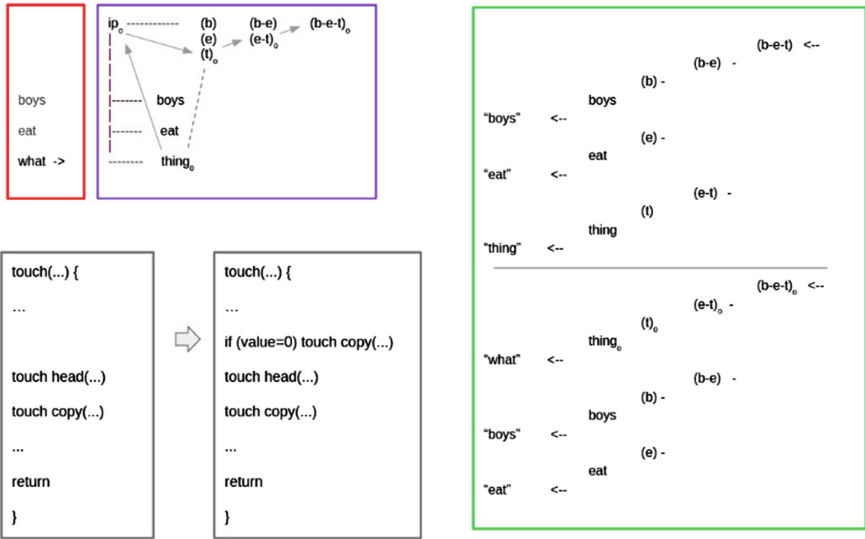 boys
eat
what ->
ip₀ ----------- (b) (b-e) (b-e-t)₀
(e) (e-t)₀
(t)₀
------- boys
------- eat
-------- thing₀
touch(...) {
...
touch head(...)
touch copy(...)
...
return
}
touch(...) {
...
if (value=0) touch copy(...)
touch head(...)
touch copy(...)
...
return
}
(b-e-t) <--
(b-e) -
(b) -
boys
“boys” <--
(e) -
eat
“eat” <--
(e-t) -
(t)
thing
“thing” <--
(b-e-t)₀ <--
(e-t)₀ -
(t)₀
thing₀
“what” <--
(b-e) -
(b) -
boys
“boys” <--
(e) -
eat
“eat” <--